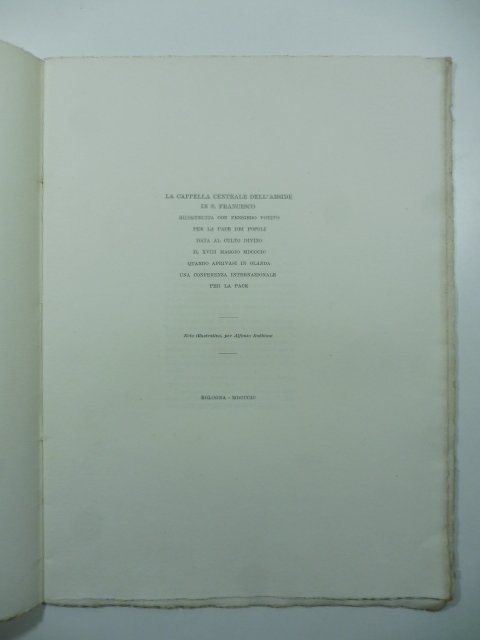 LA CAPPELLA CENTRALE DELL'ABSIDE
DI S. FRANCESCO
RICOSTRUITA CON PENSIERO VOTIVO
PER LA PACE DEI POPOLI
DATA AL CULTO DIVINO
IL XVIII MAGGIO MDCCCIC
QUANDO APRIVASI IN OLANDA
UNA CONFERENZA INTERNAZIONALE
PER LA PACE
Note illustrative, per Alfonso Rubbiani
BOLOGNA - MDCCCIC